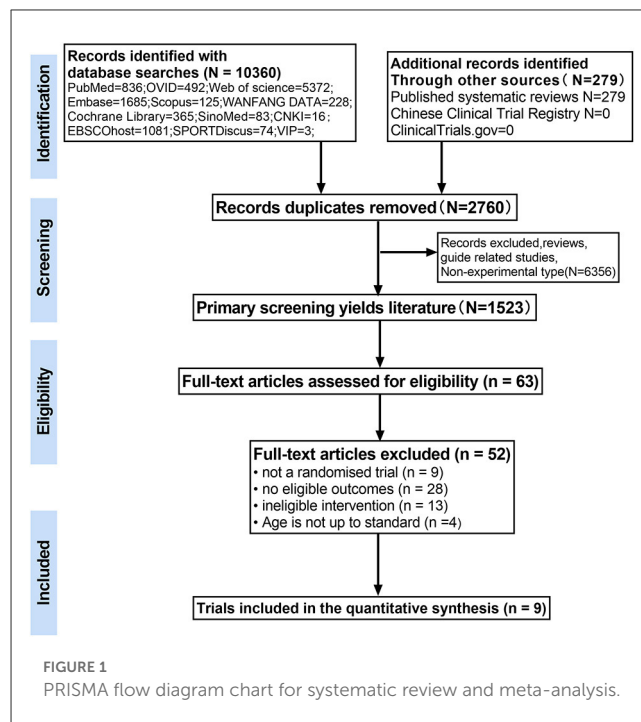 Identification
Records identified with
database searches (N = 10360)
PubMed=836;OVID=492;Web of science=5372;
Embase=1685;Scopus=125;WANFANG DATA=228;
Cochrane Library=365;SinoMed=83;CNKI=16 ;
EBSCOhost=1081;SPORTDiscus=74;VIP=3;
Additional records identified
Through other sources ( N=279)
Published systematic reviews N=279
Chinese Clinical Trial Registry N=0
ClinicalTrials.gov=0
Screening
Records duplicates removed(N=2760)
Records excluded,reviews,
guide related studies,
Non-experimental type(N=6356)
Primary screening yields literature(N=1523)
Eligibility
Full-text articles assessed for eligibility (n = 63)
Full-text articles excluded (n = 52)
• not a randomised trial (n = 9)
• no eligible outcomes (n = 28)
• ineligible intervention (n = 13)
• Age is not up to standard (n =4)
Included
Trials included in the quantitative synthesis (n = 9)
FIGURE 1
PRISMA flow diagram chart for systematic review and meta-analysis.